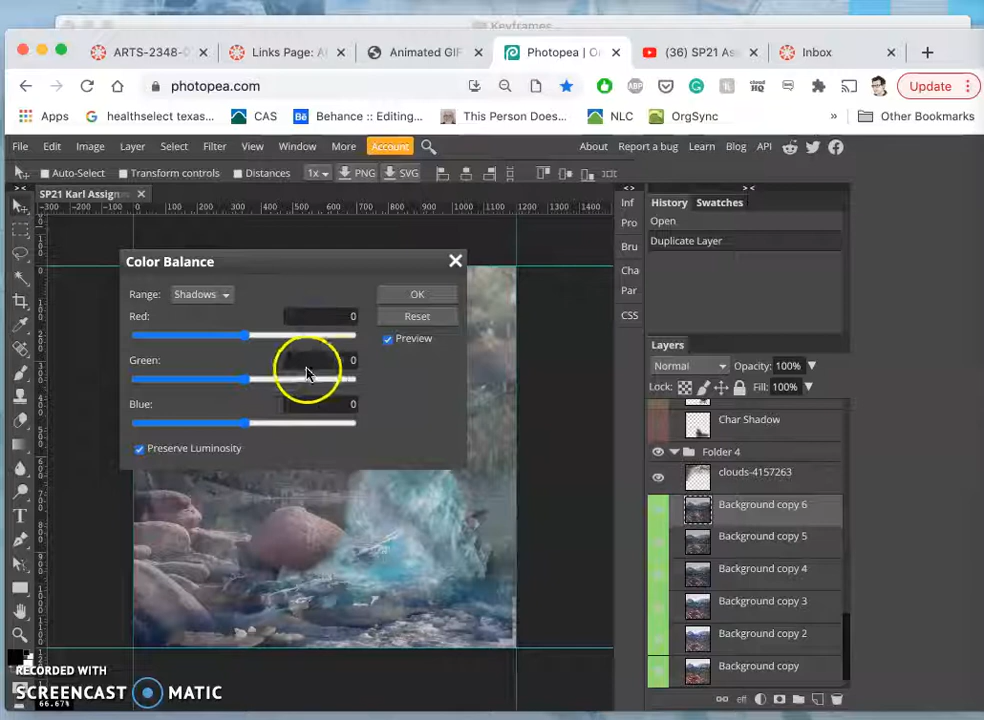 Keyframes
ARTS-2348-0
Links Page: A
Animated GIF
Photopea | O
(36) SP21 As
Inbox
photopea.com
Update
Apps
healthselect texas...
CAS
Behance :: Editing...
This Person Does...
NLC
OrgSync
»
Other Bookmarks
File Edit Image Layer Select Filter View Window More Account
About Report a bug Learn Blog API
Auto-Select Transform controls Distances 1x PNG SVG
SP21 Karl Assign
Color Balance
Range: Shadows
OK
Red: 0
Reset
Preview
Green: 0
Blue: 0
Preserve Luminosity
Inf
Pro
Bru
Cha
Par
CSS
History Swatches
Open
Duplicate Layer
Layers
Normal Opacity: 100%
Lock: Fill: 100%
Char Shadow
Folder 4
clouds-4157263
Background copy 6
Background copy 5
Background copy 4
Background copy 3
Background copy 2
Background copy
eff
RECORDED WITH
SCREENCAST MATIC
66.67%